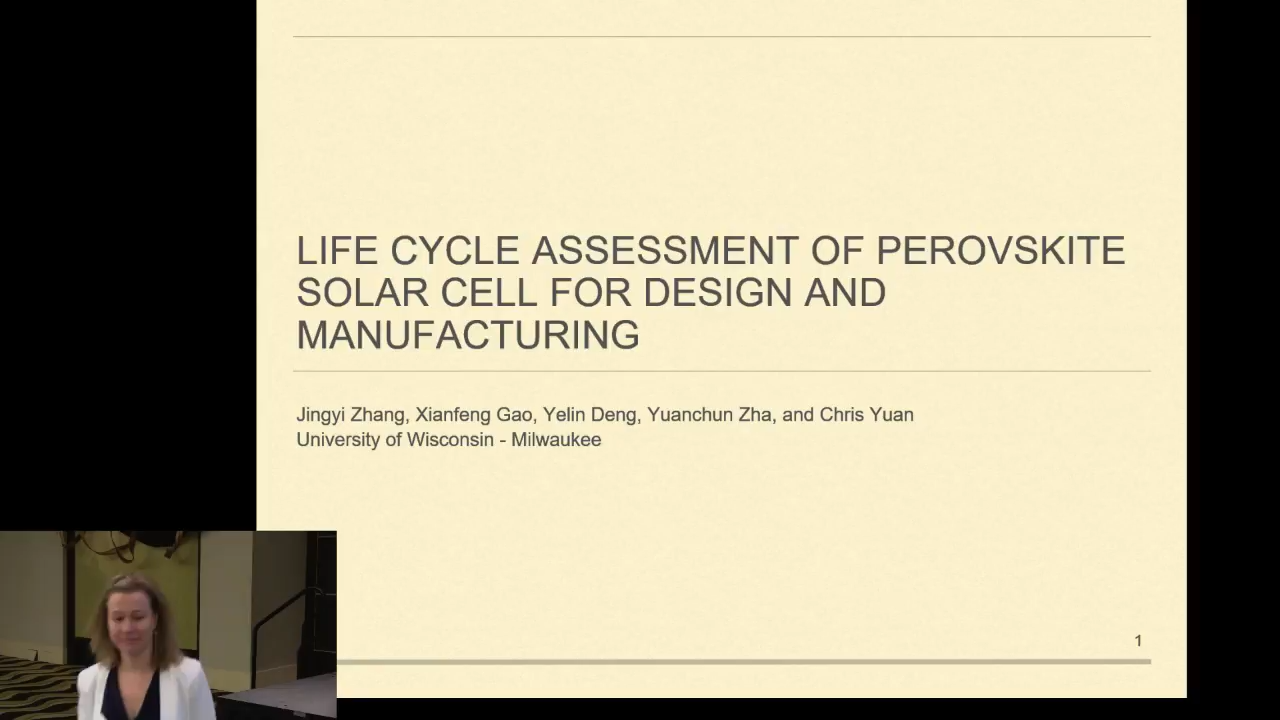 LIFE CYCLE ASSESSMENT OF PEROVSKITE
SOLAR CELL FOR DESIGN AND
MANUFACTURING
Jingyi Zhang, Xianfeng Gao, Yelin Deng, Yuanchun Zha, and Chris Yuan
University of Wisconsin - Milwaukee
1